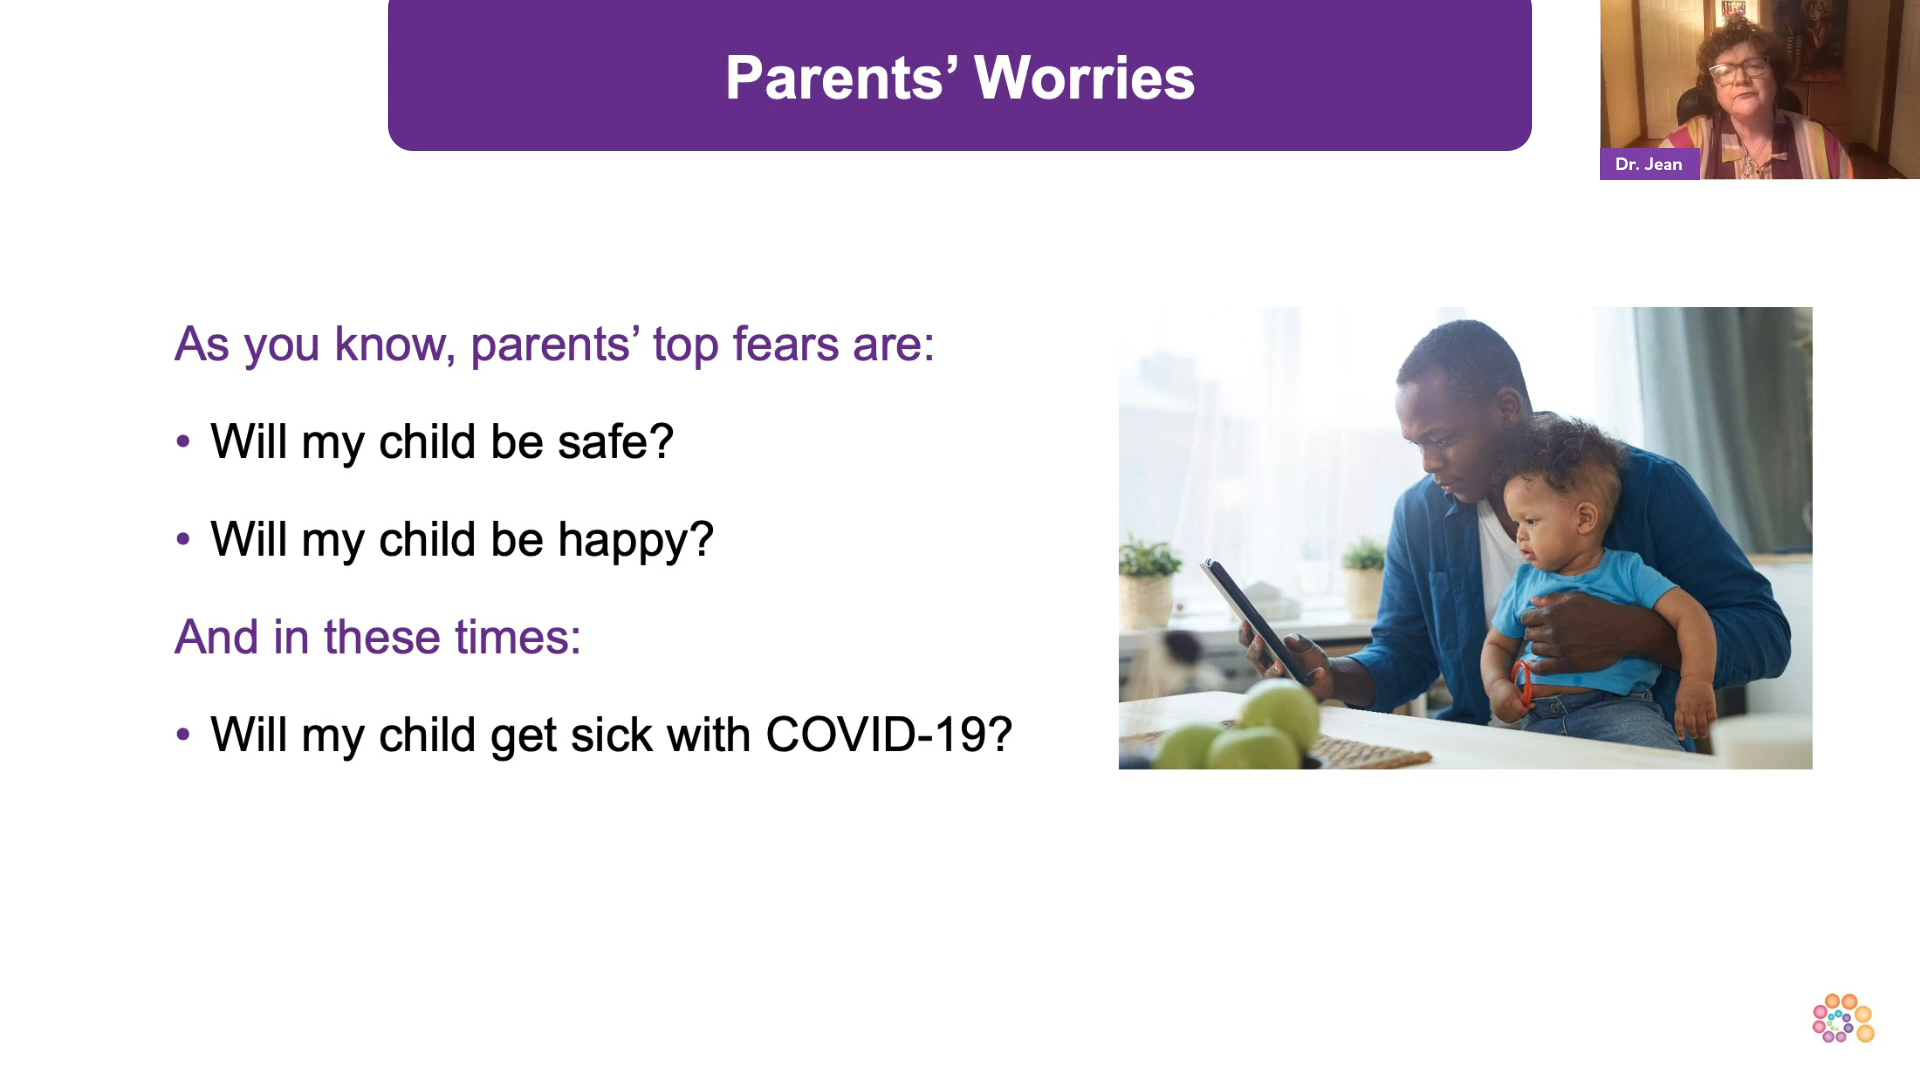 Parents’ Worries
Dr. Jean
As you know, parents’ top fears are:
• Will my child be safe?
• Will my child be happy?
And in these times:
• Will my child get sick with COVID-19?